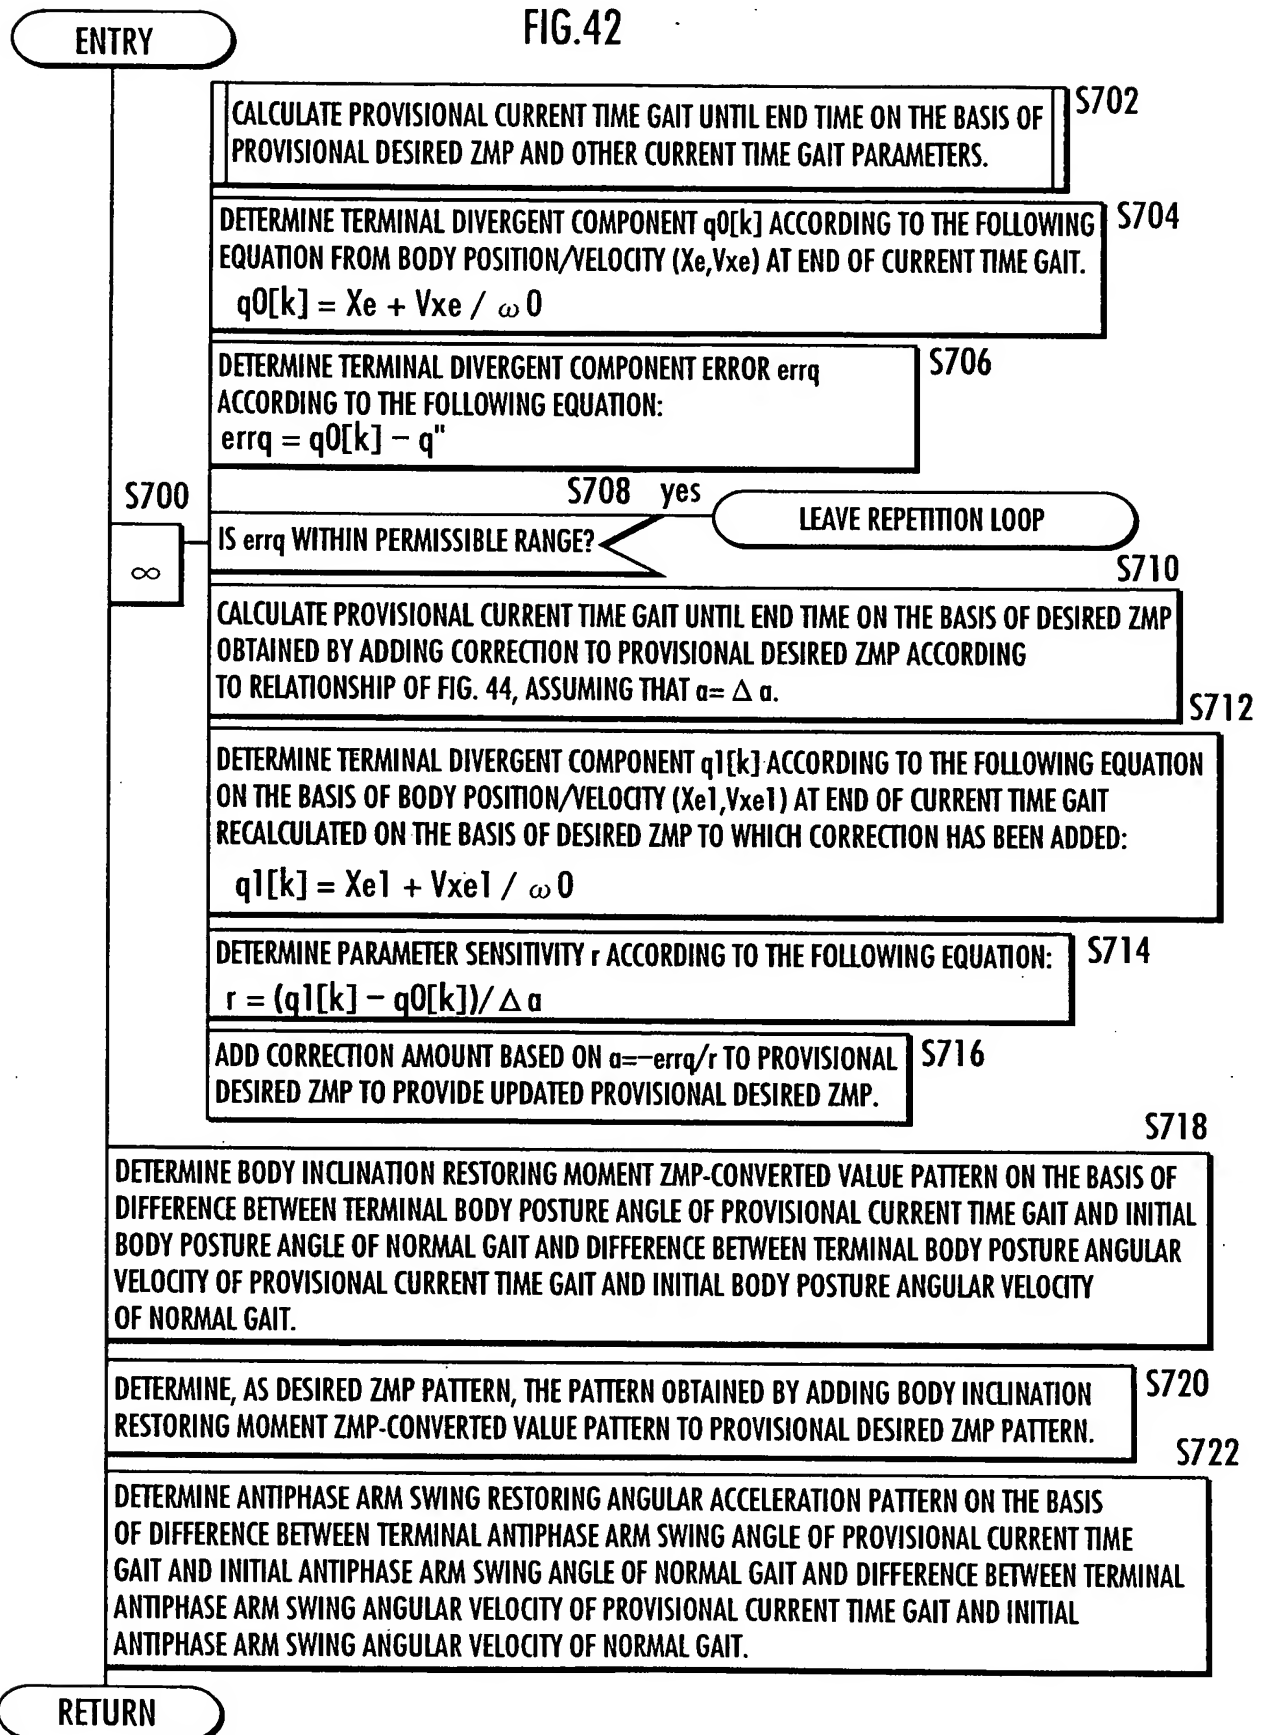 FIG.42
ENTRY
S702
CALCULATE PROVISIONAL CURRENT TIME GAIT UNTIL END TIME ON THE BASIS OF
PROVISIONAL DESIRED ZMP AND OTHER CURRENT TIME GAIT PARAMETERS.
S704
DETERMINE TERMINAL DIVERGENT COMPONENT q0[k] ACCORDING TO THE FOLLOWING
EQUATION FROM BODY POSITION/VELOCITY (Xe,Vxe) AT END OF CURRENT TIME GAIT.
q0[k] = Xe + Vxe / ω0
S706
DETERMINE TERMINAL DIVERGENT COMPONENT ERROR errq
ACCORDING TO THE FOLLOWING EQUATION:
errq = q0[k] − q"
S700
∞
S708 yes
IS errq WITHIN PERMISSIBLE RANGE?
LEAVE REPETITION LOOP
S710
CALCULATE PROVISIONAL CURRENT TIME GAIT UNTIL END TIME ON THE BASIS OF DESIRED ZMP
OBTAINED BY ADDING CORRECTION TO PROVISIONAL DESIRED ZMP ACCORDING
TO RELATIONSHIP OF FIG. 44, ASSUMING THAT a= Δ a.
S712
DETERMINE TERMINAL DIVERGENT COMPONENT q1[k] ACCORDING TO THE FOLLOWING EQUATION
ON THE BASIS OF BODY POSITION/VELOCITY (Xe1,Vxe1) AT END OF CURRENT TIME GAIT
RECALCULATED ON THE BASIS OF DESIRED ZMP TO WHICH CORRECTION HAS BEEN ADDED:
q1[k] = Xe1 + Vxe1 / ω0
S714
DETERMINE PARAMETER SENSITIVITY r ACCORDING TO THE FOLLOWING EQUATION:
r = (q1[k] − q0[k])/Δ a
S716
ADD CORRECTION AMOUNT BASED ON a=−errq/r TO PROVISIONAL
DESIRED ZMP TO PROVIDE UPDATED PROVISIONAL DESIRED ZMP.
S718
DETERMINE BODY INCLINATION RESTORING MOMENT ZMP-CONVERTED VALUE PATTERN ON THE BASIS OF
DIFFERENCE BETWEEN TERMINAL BODY POSTURE ANGLE OF PROVISIONAL CURRENT TIME GAIT AND INITIAL
BODY POSTURE ANGLE OF NORMAL GAIT AND DIFFERENCE BETWEEN TERMINAL BODY POSTURE ANGULAR
VELOCITY OF PROVISIONAL CURRENT TIME GAIT AND INITIAL BODY POSTURE ANGULAR VELOCITY
OF NORMAL GAIT.
S720
DETERMINE, AS DESIRED ZMP PATTERN, THE PATTERN OBTAINED BY ADDING BODY INCLINATION
RESTORING MOMENT ZMP-CONVERTED VALUE PATTERN TO PROVISIONAL DESIRED ZMP PATTERN.
S722
DETERMINE ANTIPHASE ARM SWING RESTORING ANGULAR ACCELERATION PATTERN ON THE BASIS
OF DIFFERENCE BETWEEN TERMINAL ANTIPHASE ARM SWING ANGLE OF PROVISIONAL CURRENT TIME
GAIT AND INITIAL ANTIPHASE ARM SWING ANGLE OF NORMAL GAIT AND DIFFERENCE BETWEEN TERMINAL
ANTIPHASE ARM SWING ANGULAR VELOCITY OF PROVISIONAL CURRENT TIME GAIT AND INITIAL
ANTIPHASE ARM SWING ANGULAR VELOCITY OF NORMAL GAIT.
RETURN